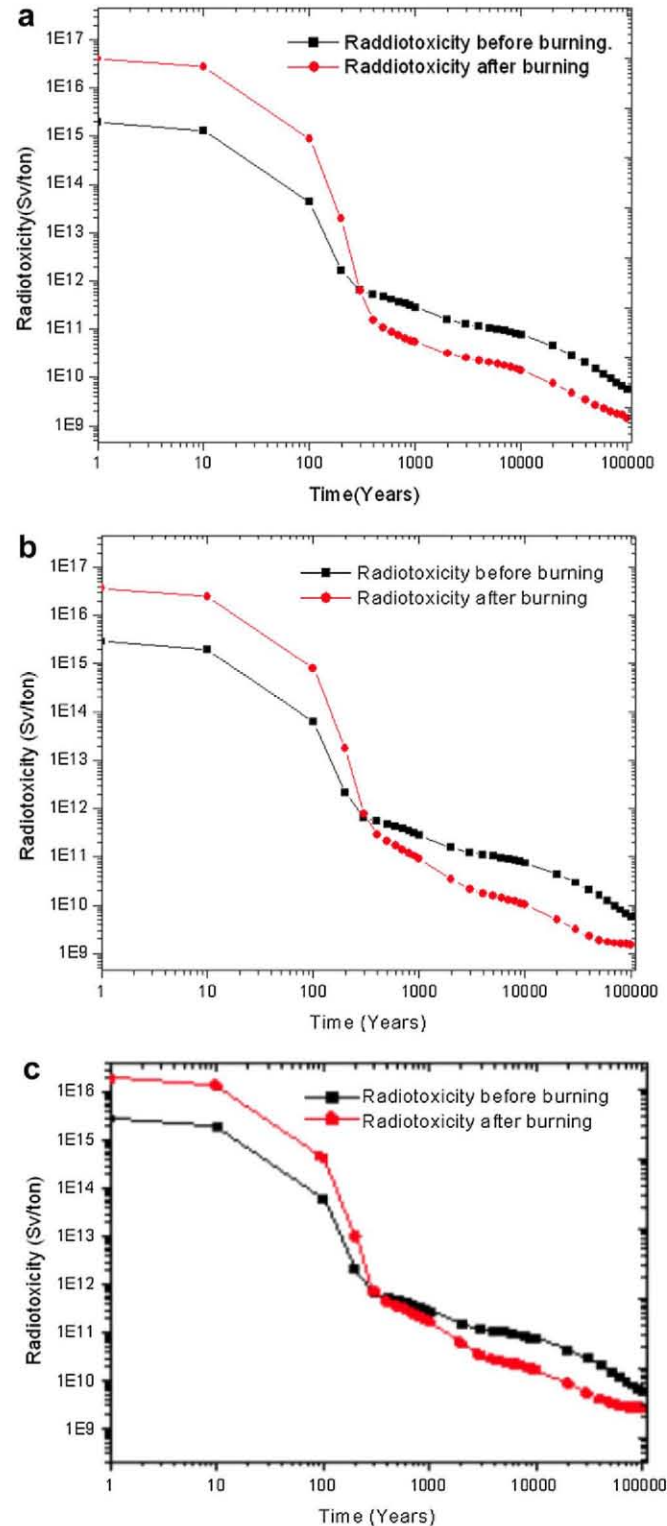 a
Raddiotoxicity before burning.
Raddiotoxicity after burning
1E17
1E16
1E15
1E14
1E13
1E12
1E11
1E10
1E9
Radiotoxicity(Sv/ton)
1 10 100 1000 10000 100000
Time(Years)
b
Radiotoxicity before burning
Radiotoxicity after burning
1E17
1E16
1E15
1E14
1E13
1E12
1E11
1E10
1E9
Radiotoxicity (Sv/ton)
1 10 100 1000 10000 100000
Time (Years)
c
Radiotoxicity before burning
Radiotoxicity after burning
1E16
1E15
1E14
1E13
1E12
1E11
1E10
1E9
Radiotoxicity (Sv/ton)
1 10 100 1000 10000 100000
Time (Years)